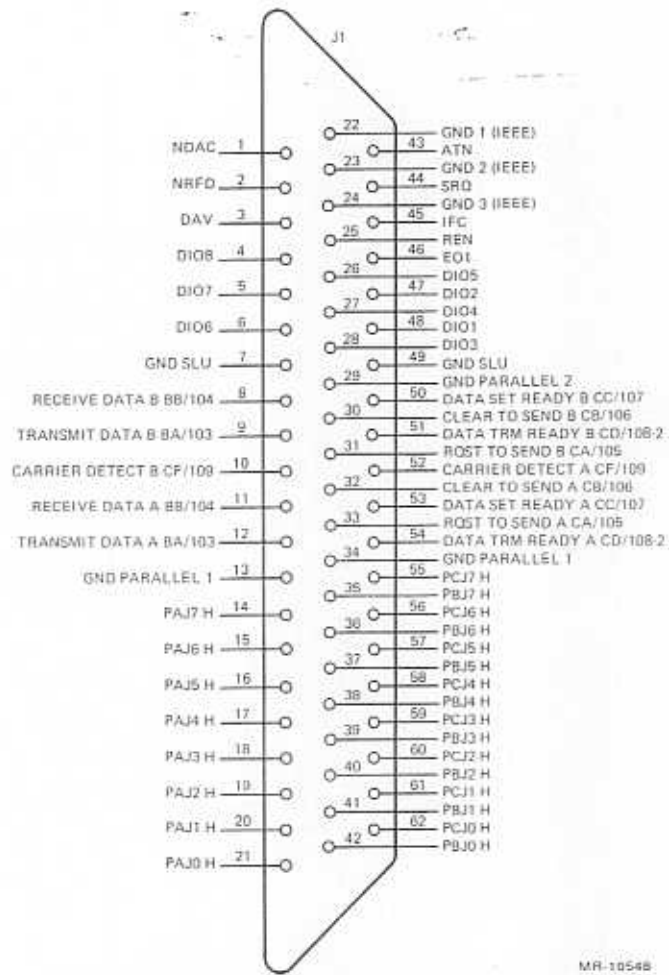 J1
NDAC 1
NRFD 2
DAV 3
DIO8 4
DIO7 5
DIO6 6
GND SLU 7
RECEIVE DATA B BB/104 8
TRANSMIT DATA B BA/103 9
CARRIER DETECT B CF/109 10
RECEIVE DATA A BB/104 11
TRANSMIT DATA A BA/103 12
GND PARALLEL 1 13
PAJ7 H 14
PAJ6 H 15
PAJ5 H 16
PAJ4 H 17
PAJ3 H 18
PAJ2 H 19
PAJ1 H 20
PAJ0 H 21
22 GND 1 (IEEE)
43 ATN
23 GND 2 (IEEE)
44 SRQ
24 GND 3 (IEEE)
45 IFC
25 REN
46 EOI
26 DIO5
47 DIO2
27 DIO4
48 DIO1
28 DIO3
49 GND SLU
29 GND PARALLEL 2
50 DATA SET READY B CC/107
30 CLEAR TO SEND B CB/106
51 DATA TRM READY B CD/108-2
31 RQST TO SEND B CA/105
52 CARRIER DETECT A CF/109
32 CLEAR TO SEND A CB/106
53 DATA SET READY A CC/107
33 RQST TO SEND A CA/105
54 DATA TRM READY A CD/108-2
34 GND PARALLEL 1
55 PCJ7 H
35 PBJ7 H
56 PCJ6 H
36 PBJ6 H
57 PCJ5 H
37 PBJ5 H
58 PCJ4 H
38 PBJ4 H
59 PCJ3 H
39 PBJ3 H
60 PCJ2 H
40 PBJ2 H
61 PCJ1 H
41 PBJ1 H
62 PCJ0 H
42 PBJ0 H
MR-10548